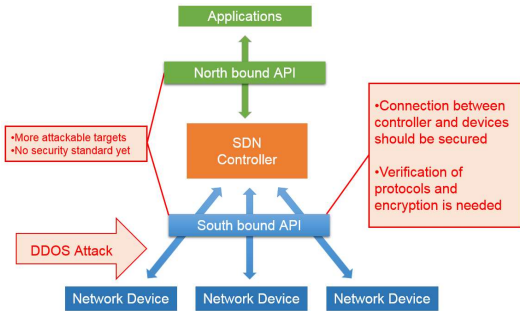 Applications
North bound API
•More attackable targets
•No security standard yet
SDN
Controller
•Connection between
controller and devices
should be secured
•Verification of
protocols and
encryption is needed
South bound API
DDOS Attack
Network Device
Network Device
Network Device